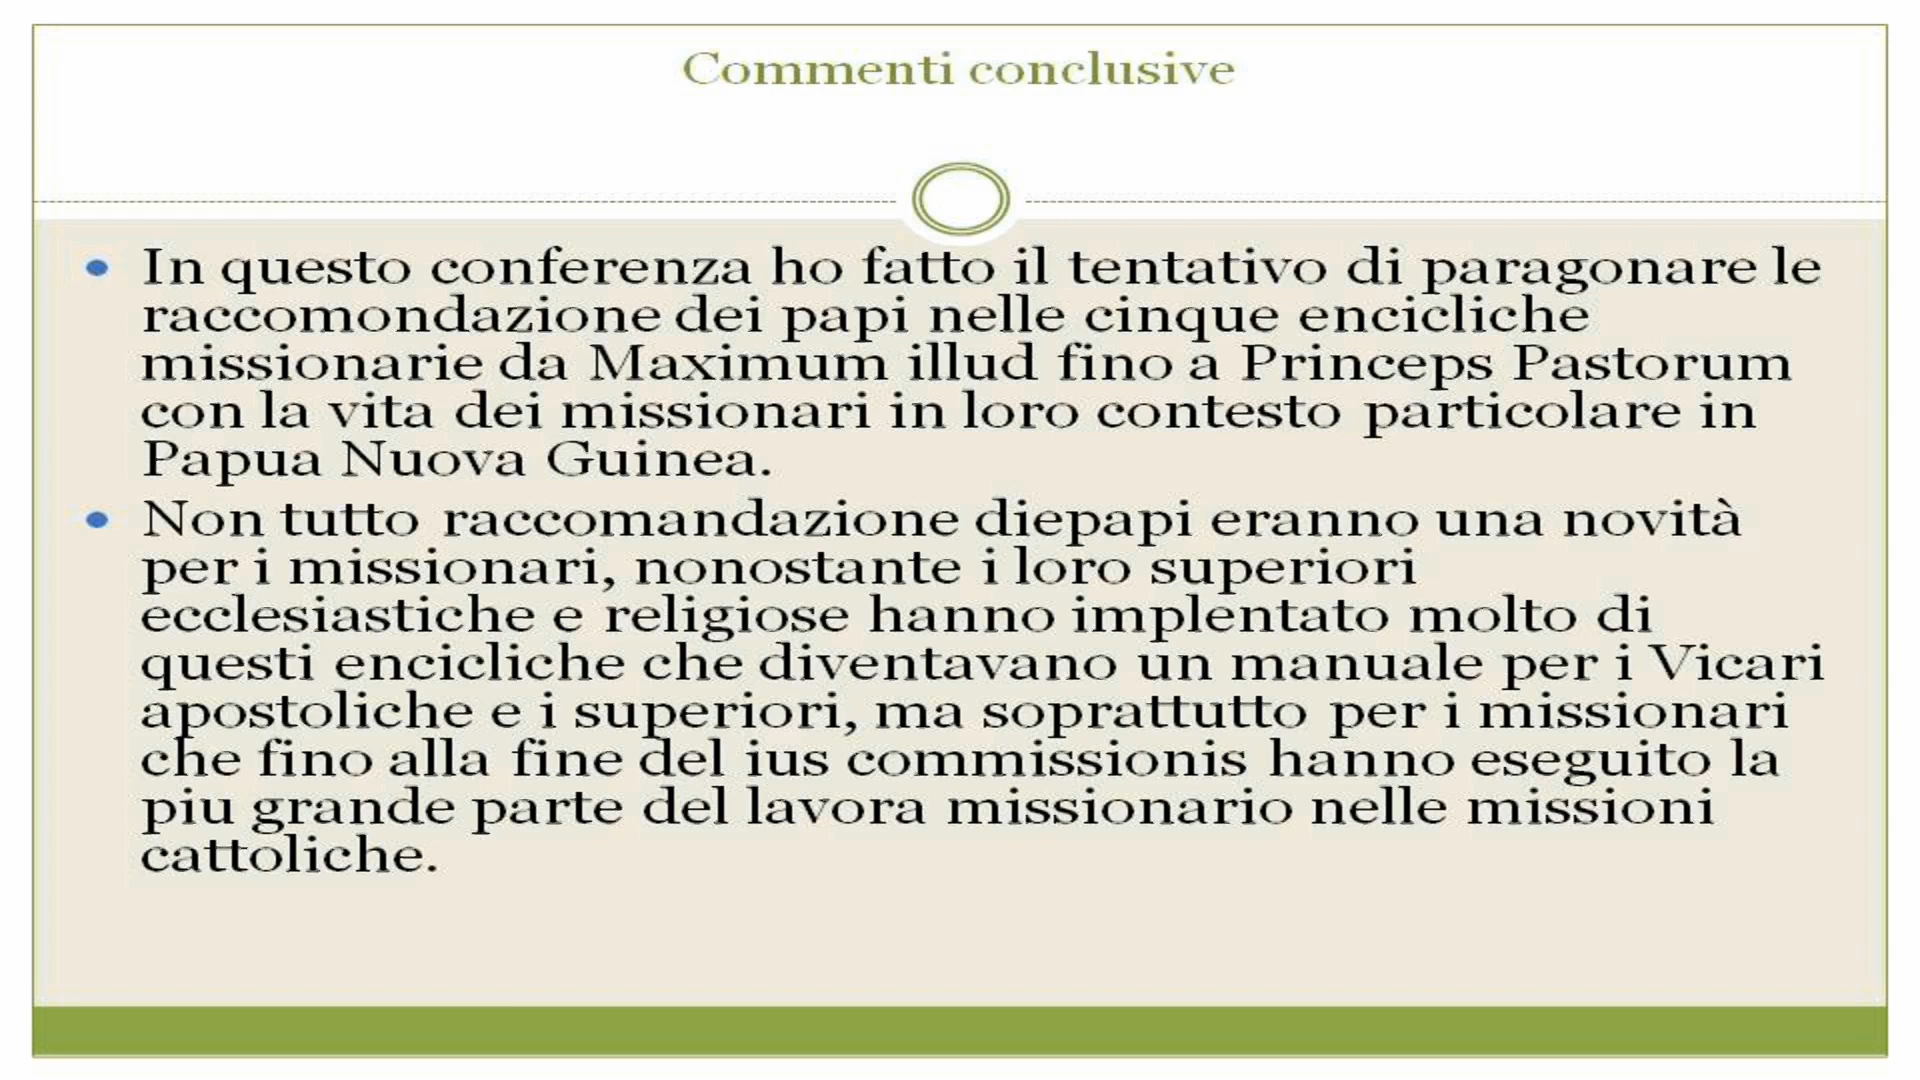 Commenti conclusive
In questo conferenza ho fatto il tentativo di paragonare le
raccomondazione dei papi nelle cinque encicliche
missionarie da Maximum illud fino a Princeps Pastorum
con la vita dei missionari in loro contesto particolare in
Papua Nuova Guinea.
Non tutto raccomandazione diepapi eranno una novità
per i missionari, nonostante i loro superiori
ecclesiastiche e religiose hanno implentato molto di
questi encicliche che diventavano un manuale per i Vicari
apostoliche e i superiori, ma soprattutto per i missionari
che fino alla fine del ius commissionis hanno eseguito la
piu grande parte del lavora missionario nelle missioni
cattoliche.